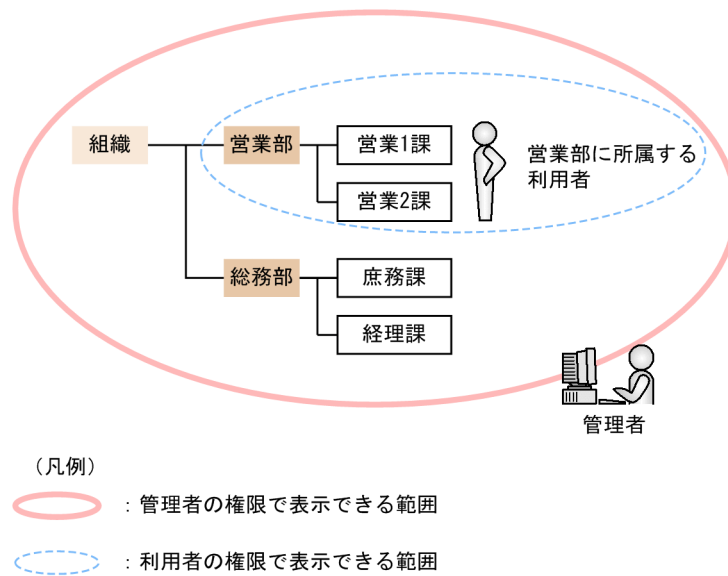 組織
営業部
営業1課
営業2課
営業部に所属する
利用者
総務部
庶務課
経理課
管理者
（凡例）
：管理者の権限で表示できる範囲
：利用者の権限で表示できる範囲